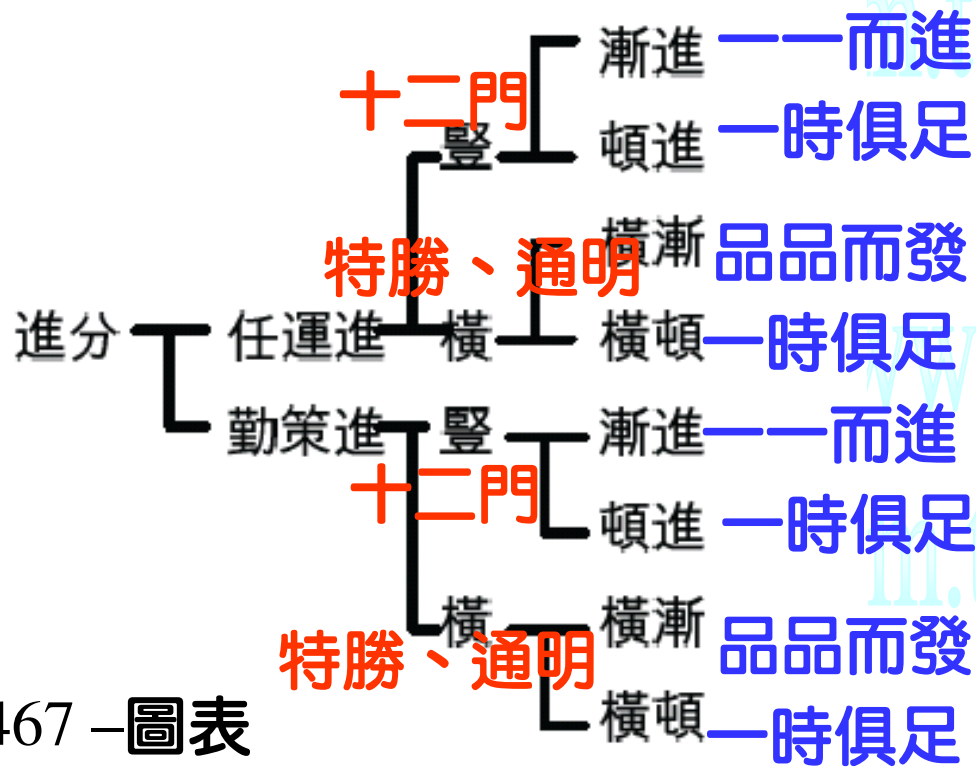 漸進 一一而進
十二門
豎 頓進 一時俱足
橫漸 品品而發
特勝、通明
進分 任運進 橫 橫頓 一時俱足
勤策進 豎 漸進 一一而進
十二門
頓進 一時俱足
橫 橫漸 品品而發
特勝、通明
橫頓 一時俱足
467 –圖表